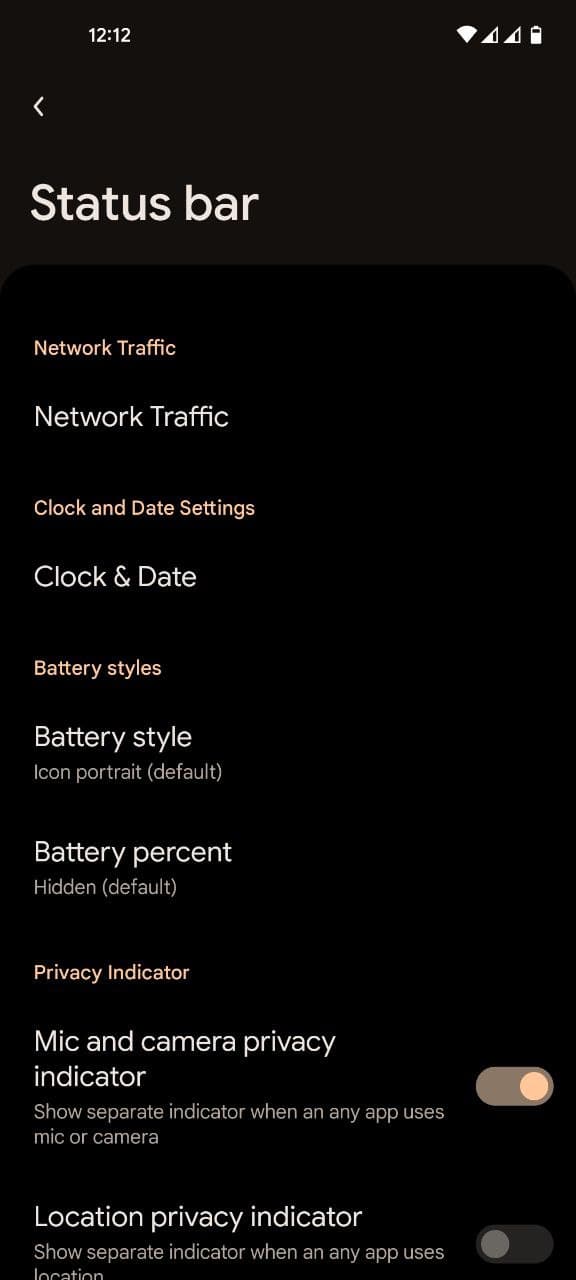 12:12
Status bar
Network Traffic
Network Traffic
Clock and Date Settings
Clock & Date
Battery styles
Battery style
Icon portrait (default)
Battery percent
Hidden (default)
Privacy Indicator
Mic and camera privacy
indicator
Show separate indicator when an any app uses
mic or camera
Location privacy indicator
Show separate indicator when an any app uses
location